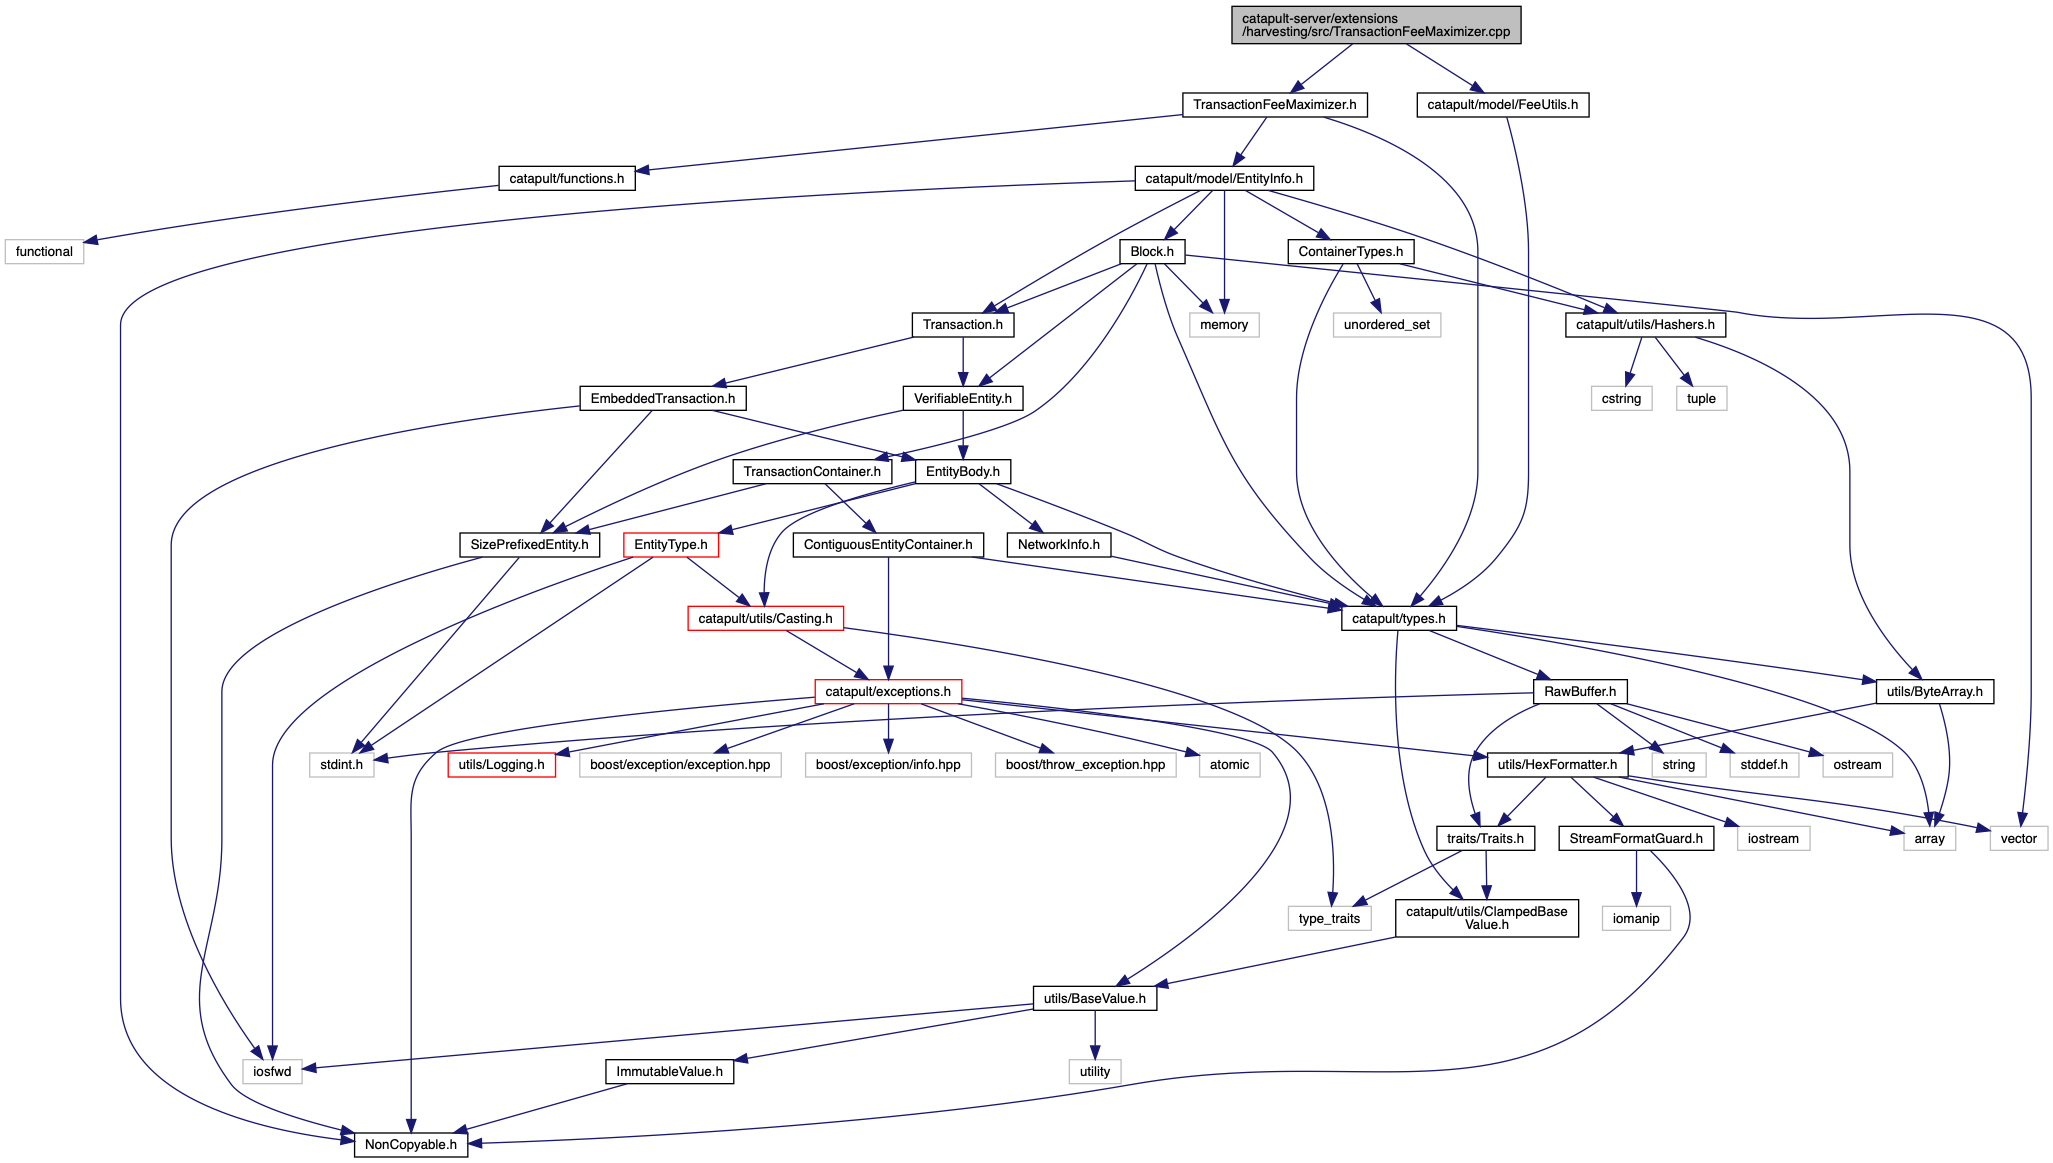 catapult-server/extensions
/harvesting/src/TransactionFeeMaximizer.cpp
TransactionFeeMaximizer.h
catapult/model/FeeUtils.h
catapult/functions.h
catapult/model/EntityInfo.h
functional
Block.h
ContainerTypes.h
Transaction.h
memory
unordered_set
catapult/utils/Hashers.h
EmbeddedTransaction.h
VerifiableEntity.h
cstring
tuple
TransactionContainer.h
EntityBody.h
SizePrefixedEntity.h
EntityType.h
ContiguousEntityContainer.h
NetworkInfo.h
catapult/utils/Casting.h
catapult/types.h
catapult/exceptions.h
RawBuffer.h
utils/ByteArray.h
stdint.h
utils/Logging.h
boost/exception/exception.hpp
boost/exception/info.hpp
boost/throw_exception.hpp
atomic
utils/HexFormatter.h
string
stddef.h
ostream
traits/Traits.h
StreamFormatGuard.h
iostream
array
vector
type_traits
catapult/utils/ClampedBase
Value.h
iomanip
utils/BaseValue.h
iosfwd
ImmutableValue.h
utility
NonCopyable.h